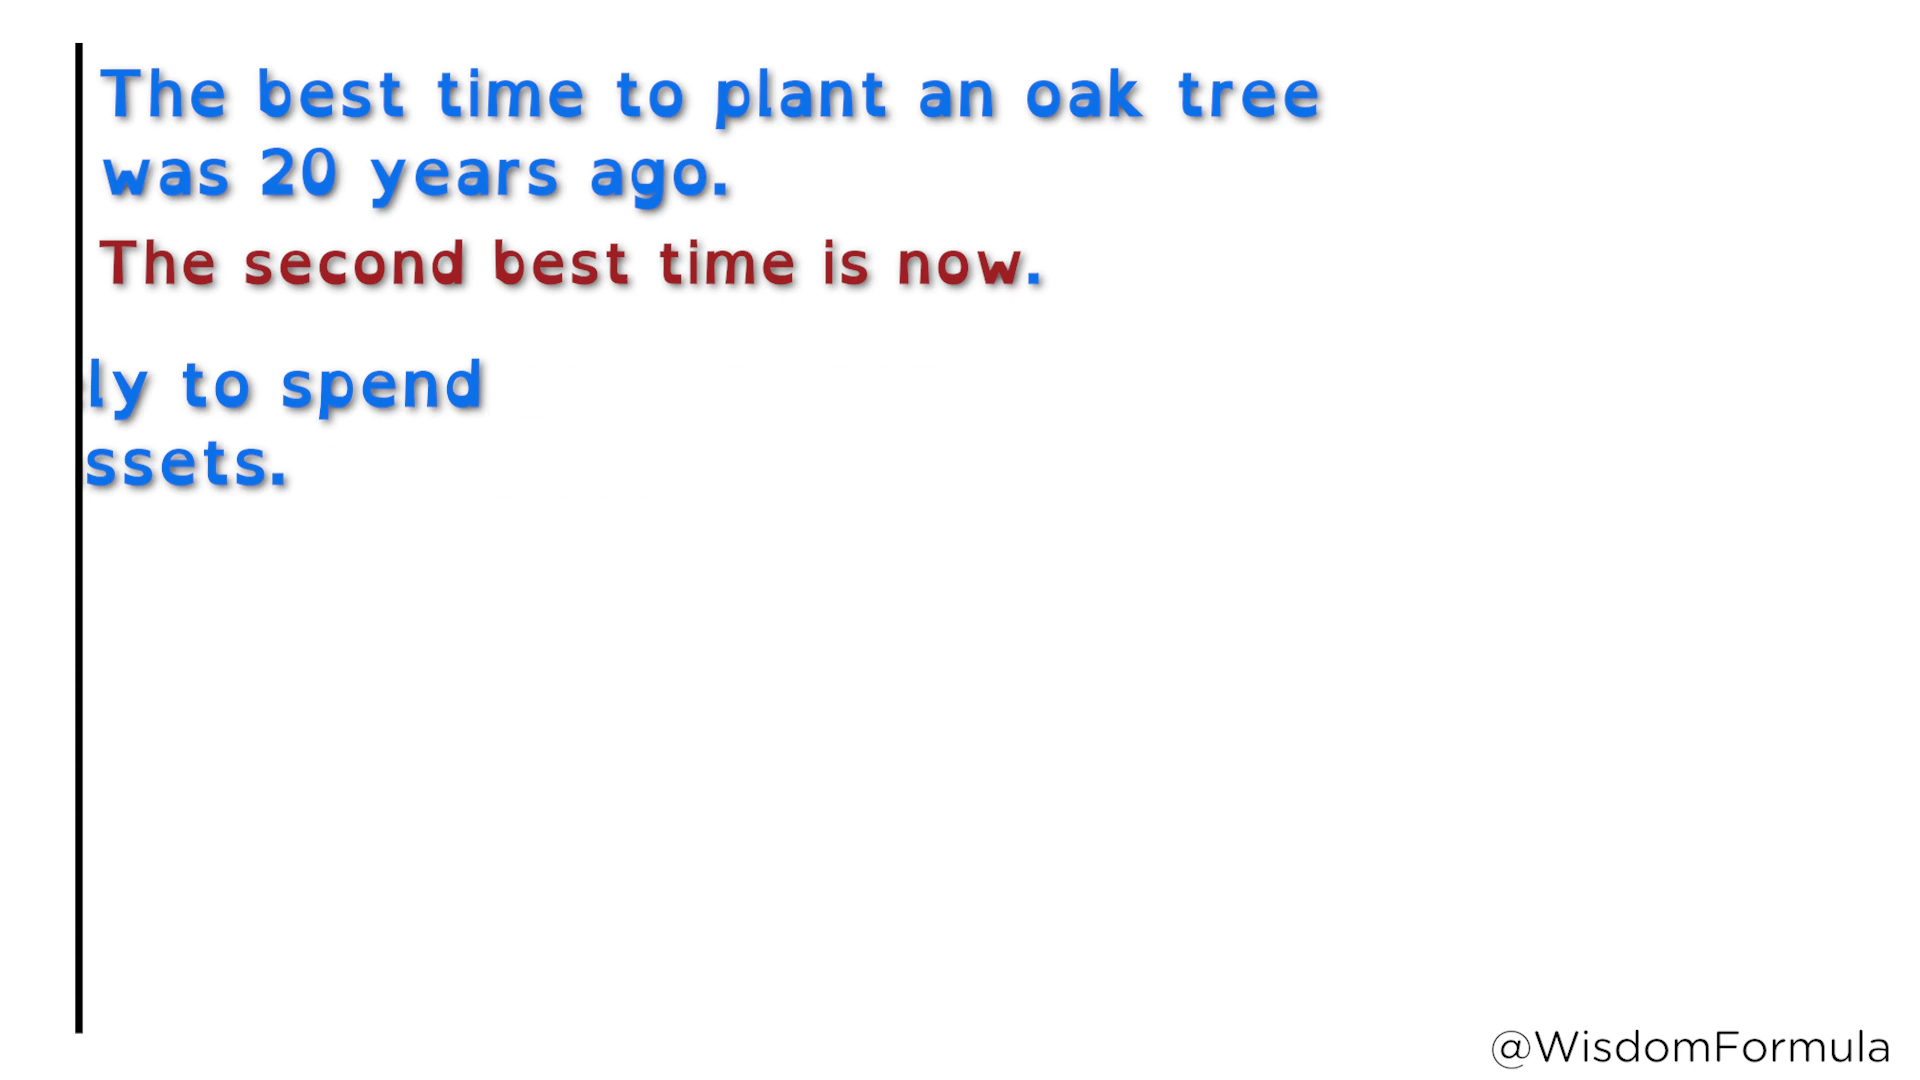 The best time to plant an oak tree
was 20 years ago.
The second best time is now.
ly to spend
ssets.
@WisdomFormula